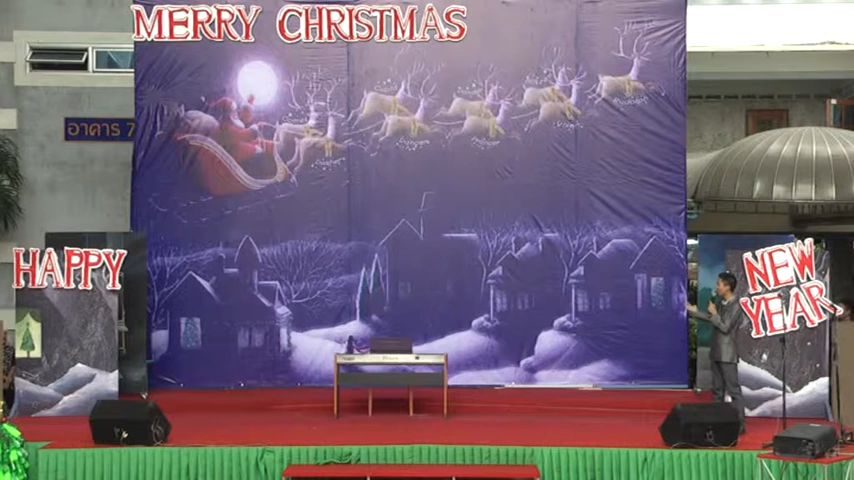 MERRY CHRISTMAS
อาคาร 7
HAPPY
NEW
YEAR